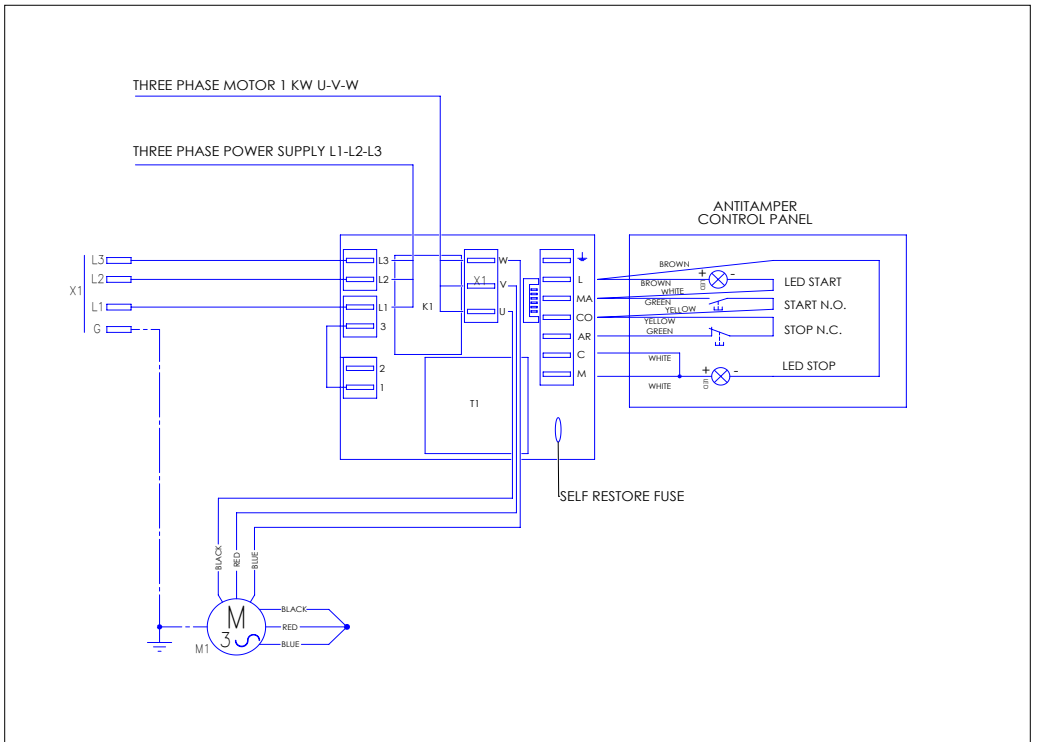 THREE PHASE MOTOR 1 KW U-V-W
THREE PHASE POWER SUPPLY L1-L2-L3
ANTITAMPER
CONTROL PANEL
X1
L3
L2
L1
G
L3
L2
L1
3
2
1
K1
X1
W
V
U
T1
L
MA
CO
AR
C
M
BROWN
BROWN
WHITE
GREEN
YELLOW
YELLOW
GREEN
WHITE
WHITE
+
-
LED
LED START
START N.O.
STOP N.C.
+
-
LED
LED STOP
SELF RESTORE FUSE
BLACK
RED
BLUE
M
3
M1
BLACK
RED
BLUE